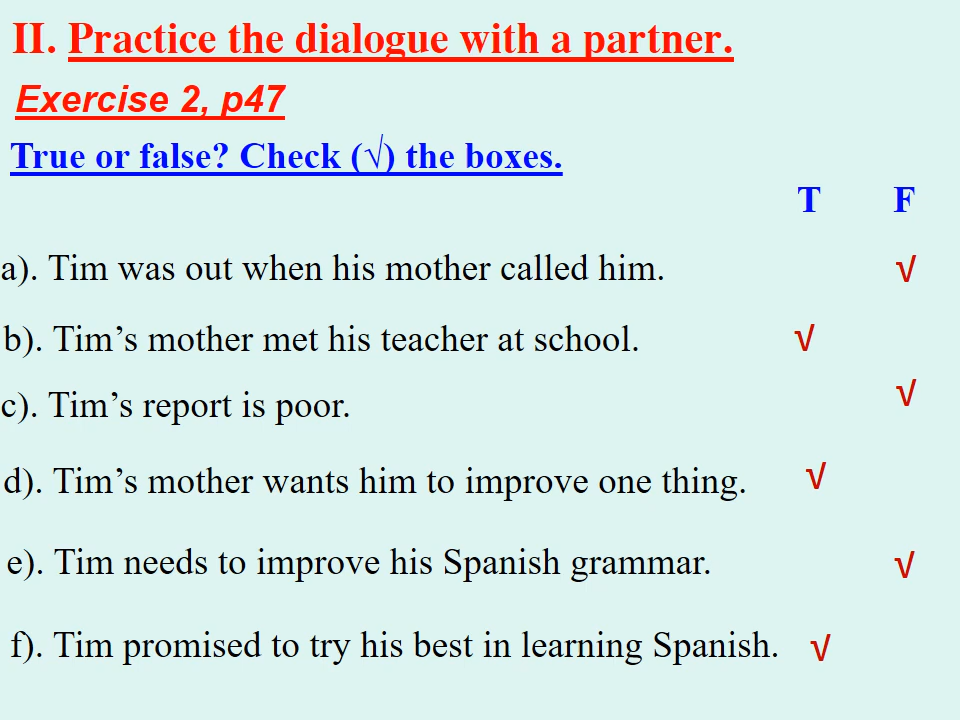 II. Practice the dialogue with a partner.
Exercise 2, p47
True or false? Check (√) the boxes.
T F
a). Tim was out when his mother called him. √
b). Tim’s mother met his teacher at school. √
c). Tim’s report is poor. √
d). Tim’s mother wants him to improve one thing. √
e). Tim needs to improve his Spanish grammar. √
f). Tim promised to try his best in learning Spanish. √